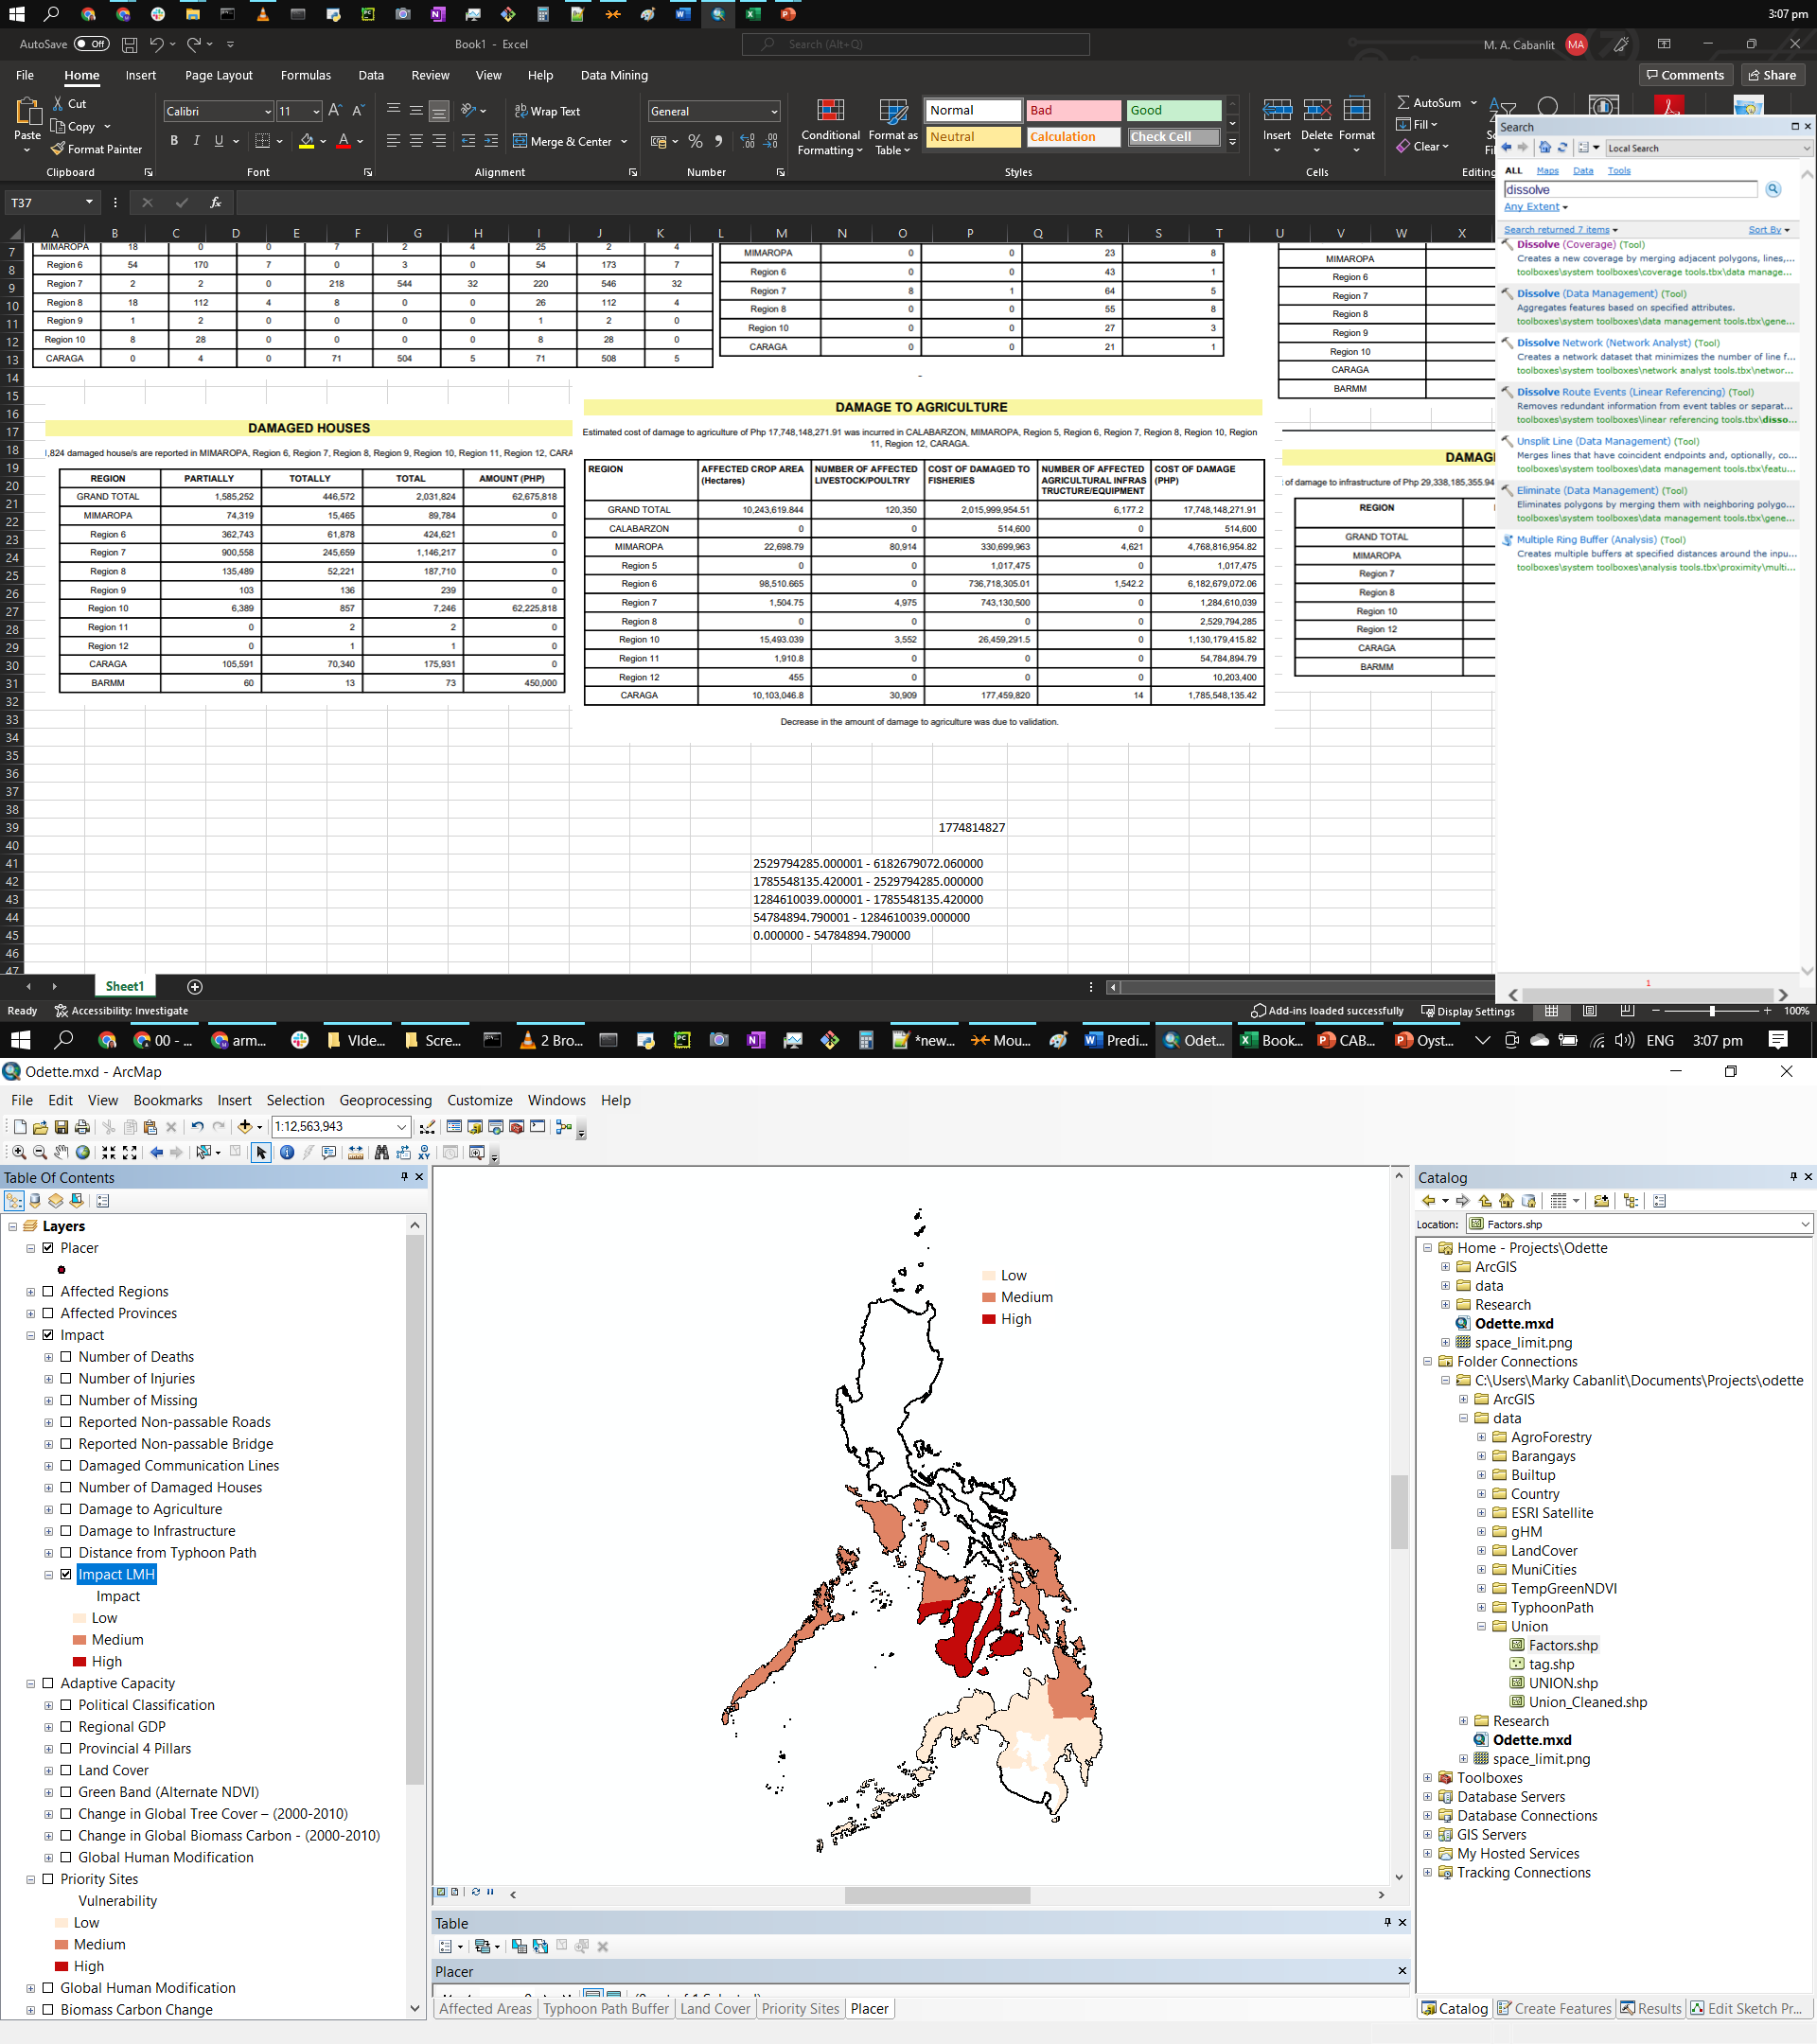 3:07 pm
AutoSave Off
Book1 - Excel
Search (Alt+Q)
M. A. Cabanlit MA
File Home Insert Page Layout Formulas Data Review View Help Data Mining
Comments Share
Paste Cut
Copy
Format Painter
Calibri 11
B I U
Wrap Text
Merge & Center
General
Conditional Formatting
Format as Table
Normal Bad Good
Neutral Calculation Check Cell
Insert Delete Format
AutoSum
Fill
Clear
Clipboard Font Alignment Number Styles Cells Editing
T37 fx
A B C D E F G H I J K L M N O P Q R S T U V W X
7 8 9 10 11 12 13 14 15 16 17 18 19 20 21 22 23 24 25 26 27 28 29 30 31 32 33 34 35 36 37 38 39 40 41 42 43 44 45 46 47
MIMAROPA 18 0 0 7 2 4 25 2 4
Region 6 54 170 7 0 3 0 54 173 7
Region 7 2 2 0 218 544 32 220 546 32
Region 8 18 112 4 8 0 0 26 112 4
Region 9 1 2 0 0 0 0 1 2 0
Region 10 8 28 0 0 0 0 8 28 0
CARAGA 0 4 0 71 504 5 71 508 5
MIMAROPA 0 0 23 8
Region 6 0 0 43 1
Region 7 8 1 64 5
Region 8 0 0 55 8
Region 10 0 0 27 3
CARAGA 0 0 21 1
MIMAROPA
Region 6
Region 7
Region 8
Region 9
Region 10
CARAGA
BARMM
DAMAGED HOUSES
1,824 damaged house/s are reported in MIMAROPA, Region 6, Region 7, Region 8, Region 9, Region 10, Region 11, Region 12, CARA
REGION PARTIALLY TOTALLY TOTAL AMOUNT (PHP)
GRAND TOTAL 1,585,252 446,572 2,031,824 62,675,818
MIMAROPA 74,319 15,465 89,784 0
Region 6 362,743 61,878 424,621 0
Region 7 900,558 245,659 1,146,217 0
Region 8 135,489 52,221 187,710 0
Region 9 103 136 239 0
Region 10 6,389 857 7,246 62,225,818
Region 11 0 2 2 0
Region 12 0 1 1 0
CARAGA 105,591 70,340 175,931 0
BARMM 60 13 73 450,000
DAMAGE TO AGRICULTURE
Estimated cost of damage to agriculture of Php 17,748,148,271.91 was incurred in CALABARZON, MIMAROPA, Region 5, Region 6, Region 7, Region 8, Region 10, Region
11, Region 12, CARAGA.
REGION AFFECTED CROP AREA (Hectares) NUMBER OF AFFECTED LIVESTOCK/POULTRY COST OF DAMAGED TO FISHERIES NUMBER OF AFFECTED AGRICULTURAL INFRAS TRUCTURE/EQUIPMENT COST OF DAMAGE (PHP)
GRAND TOTAL 10,243,619.844 120,350 2,015,999,954.51 6,177.2 17,748,148,271.91
CALABARZON 0 0 514,600 0 514,600
MIMAROPA 22,698.79 80,914 330,699,963 4,621 4,768,816,954.82
Region 5 0 0 1,017,475 0 1,017,475
Region 6 98,510.665 0 736,718,305.01 1,542.2 6,182,679,072.06
Region 7 1,504.75 4,975 743,130,500 0 1,284,610,039
Region 8 0 0 0 0 2,529,794,285
Region 10 15,493.039 3,552 26,459,291.5 0 1,130,179,415.82
Region 11 1,910.8 0 0 0 54,784,894.79
Region 12 455 0 0 0 10,203,400
CARAGA 10,103,046.8 30,909 177,459,820 14 1,785,548,135.42
Decrease in the amount of damage to agriculture was due to validation.
DAMAG
of damage to infrastructure of Php 29,338,185,355.94
REGION
GRAND TOTAL
MIMAROPA
Region 7
Region 8
Region 10
Region 12
CARAGA
BARMM
1774814827
2529794285.000001 - 6182679072.060000
1785548135.420001 - 2529794285.000000
1284610039.000001 - 1785548135.420000
54784894.790001 - 1284610039.000000
0.000000 - 54784894.790000
Search
Local Search
ALL Maps Data Tools
dissolve
Any Extent
Search returned 7 items Sort By
Dissolve (Coverage) (Tool)
Creates a new coverage by merging adjacent polygons, lines,...
toolboxes\system toolboxes\coverage tools.tbx\data manage...
Dissolve (Data Management) (Tool)
Aggregates features based on specified attributes.
toolboxes\system toolboxes\data management tools.tbx\gene...
Dissolve Network (Network Analyst) (Tool)
Creates a network dataset that minimizes the number of line f...
toolboxes\system toolboxes\network analyst tools.tbx\networ...
Dissolve Route Events (Linear Referencing) (Tool)
Removes redundant information from event tables or separat...
toolboxes\system toolboxes\linear referencing tools.tbx\disso...
Unsplit Line (Data Management) (Tool)
Merges lines that have coincident endpoints and, optionally, co...
toolboxes\system toolboxes\data management tools.tbx\featu...
Eliminate (Data Management) (Tool)
Eliminates polygons by merging them with neighboring polygo...
toolboxes\system toolboxes\data management tools.tbx\gene...
Multiple Ring Buffer (Analysis) (Tool)
Creates multiple buffers at specified distances around the inpu...
toolboxes\system toolboxes\analysis tools.tbx\proximity\multi...
1
Sheet1
Ready Accessibility: Investigate
Add-ins loaded successfully Display Settings 100%
00 - ... arm... VIde... Scre... 2 Bro... *new... Mou... Predi... Odet... Book... CAB... Oyst... ENG 3:07 pm
Odette.mxd - ArcMap
File Edit View Bookmarks Insert Selection Geoprocessing Customize Windows Help
1:12,563,943
Table Of Contents
Layers
Placer
Affected Regions
Affected Provinces
Impact
Number of Deaths
Number of Injuries
Number of Missing
Reported Non-passable Roads
Reported Non-passable Bridge
Damaged Communication Lines
Number of Damaged Houses
Damage to Agriculture
Damage to Infrastructure
Distance from Typhoon Path
Impact LMH
Impact
Low
Medium
High
Adaptive Capacity
Political Classification
Regional GDP
Provincial 4 Pillars
Land Cover
Green Band (Alternate NDVI)
Change in Global Tree Cover – (2000-2010)
Change in Global Biomass Carbon - (2000-2010)
Global Human Modification
Priority Sites
Vulnerability
Low
Medium
High
Global Human Modification
Biomass Carbon Change
Low
Medium
High
Table
Placer
Affected Areas Typhoon Path Buffer Land Cover Priority Sites Placer
Catalog
Location: Factors.shp
Home - Projects\Odette
ArcGIS
data
Research
Odette.mxd
space_limit.png
Folder Connections
C:\Users\Marky Cabanlit\Documents\Projects\odette
ArcGIS
data
AgroForestry
Barangays
Builtup
Country
ESRI Satellite
gHM
LandCover
MuniCities
TempGreenNDVI
TyphoonPath
Union
Factors.shp
tag.shp
UNION.shp
Union_Cleaned.shp
Research
Odette.mxd
space_limit.png
Toolboxes
Database Servers
Database Connections
GIS Servers
My Hosted Services
Tracking Connections
Catalog Create Features Results Edit Sketch Pr...